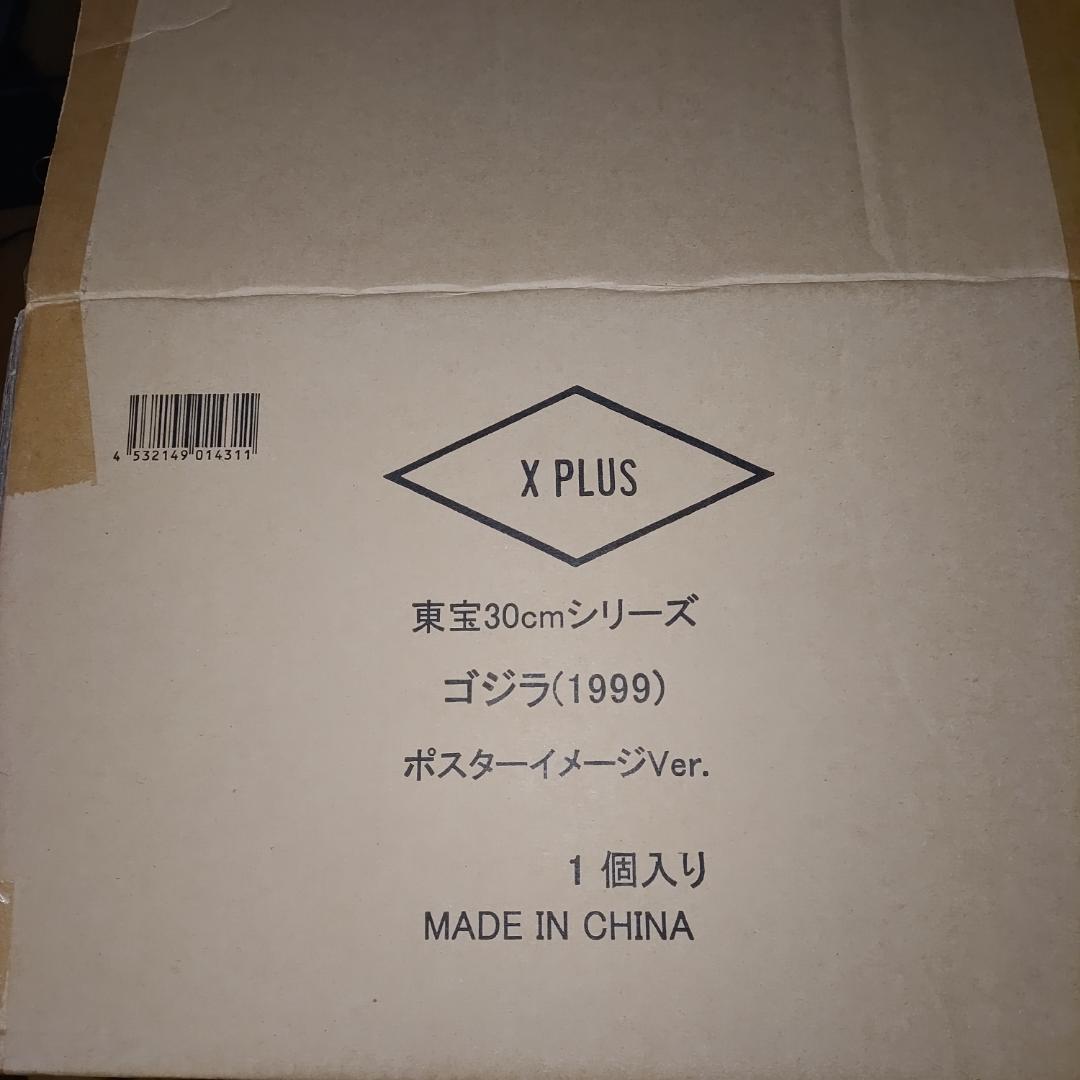 4 532149 014311
X PLUS
東宝30cmシリーズ
ゴジラ(1999)
ポスターイメージVer.
1 個入り
MADE IN CHINA